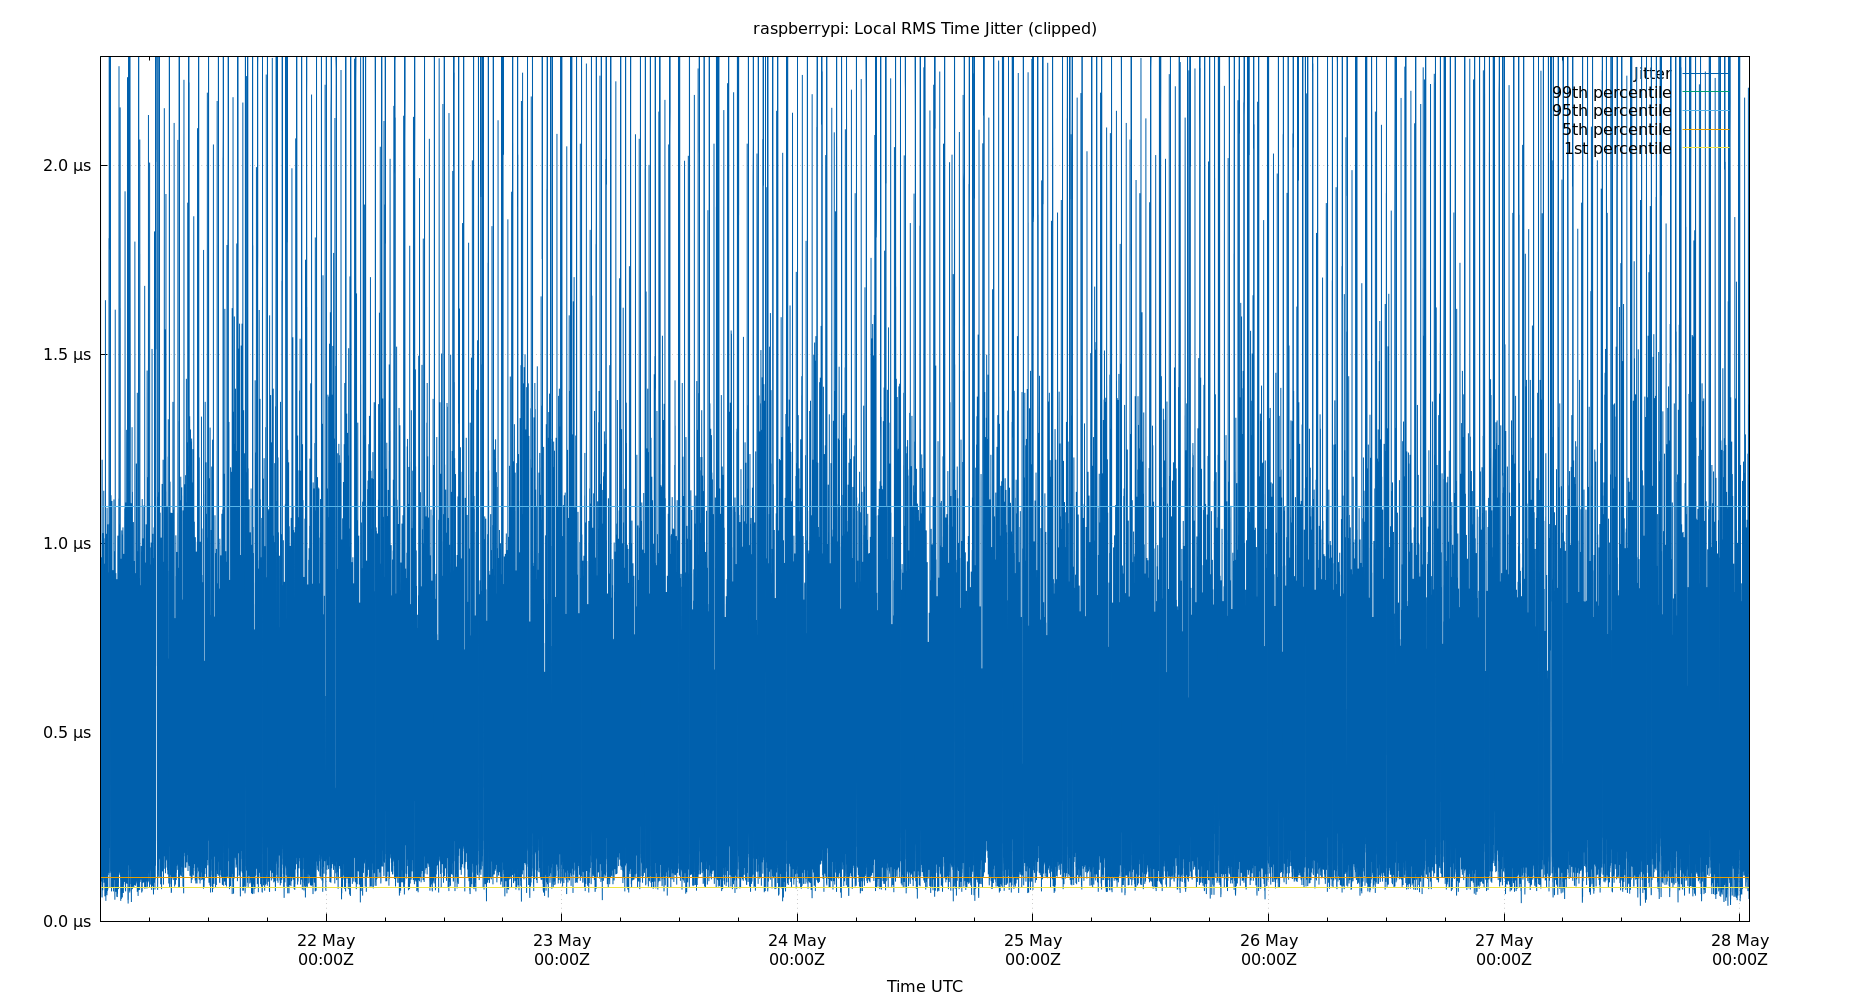 raspberrypi: Local RMS Time Jitter (clipped)
Jitter
99th percentile
95th percentile
5th percentile
1st percentile
2.0 µs
1.5 µs
1.0 µs
0.5 µs
0.0 µs
22 May 23 May 24 May 25 May 26 May 27 May 28 May
00:00Z 00:00Z 00:00Z 00:00Z 00:00Z 00:00Z 00:00Z
Time UTC